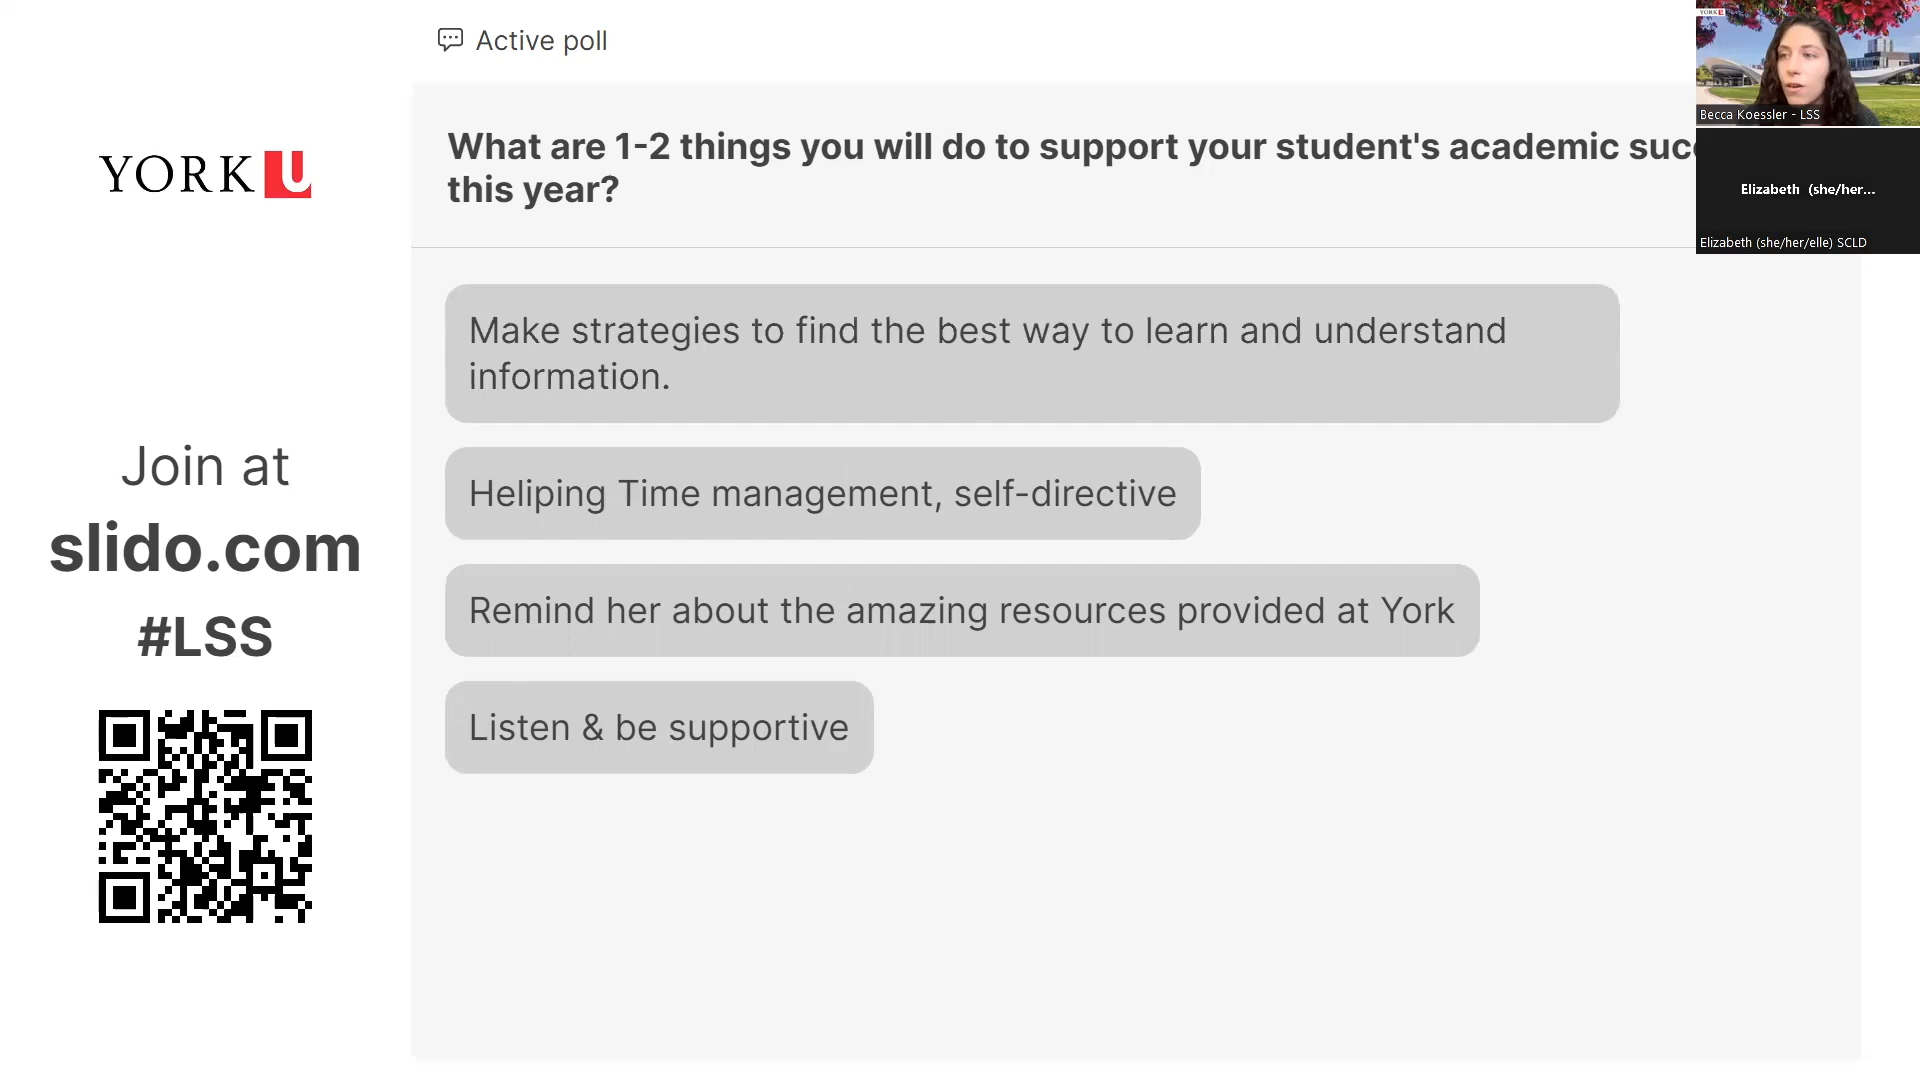 Active poll
YORK U
What are 1-2 things you will do to support your student's academic suc
this year?
Make strategies to find the best way to learn and understand
information.
Heliping Time management, self-directive
Remind her about the amazing resources provided at York
Listen & be supportive
Join at
slido.com
#LSS
YORK U
Becca Koessler - LSS
Elizabeth (she/her...
Elizabeth (she/her/elle) SCLD